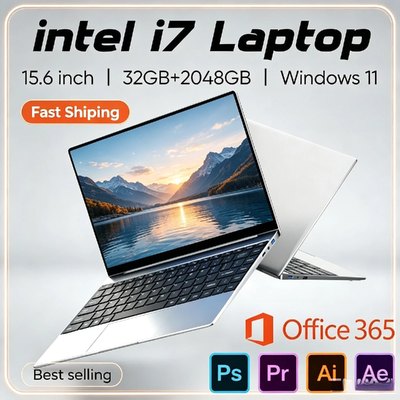 intel i7 Laptop
15.6 inch | 32GB+2048GB | Windows 11
Fast Shiping
Office 365
Best selling
Ps
Pr
Ai
Ae